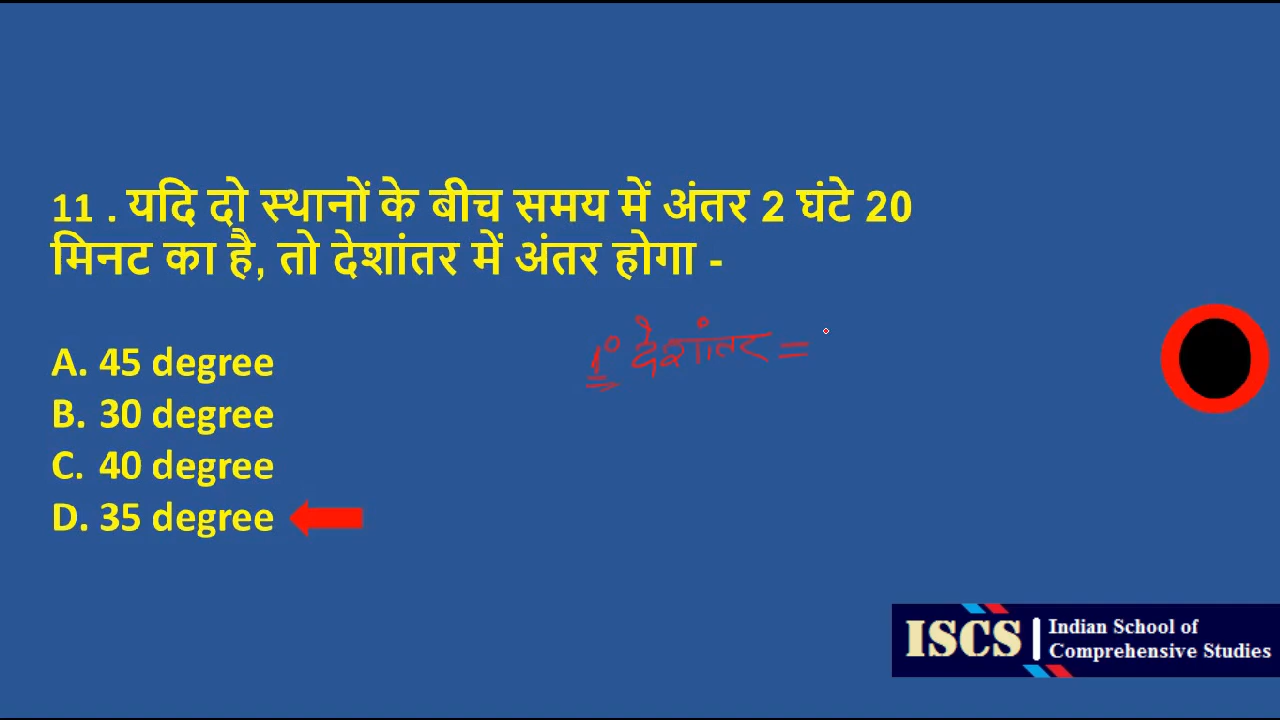 11 . यदि दो स्थानों के बीच समय में अंतर 2 घंटे 20
मिनट का है, तो देशांतर में अंतर होगा -
1° देशांतर =
A. 45 degree
B. 30 degree
C. 40 degree
D. 35 degree
ISCS
Indian School of
Comprehensive Studies